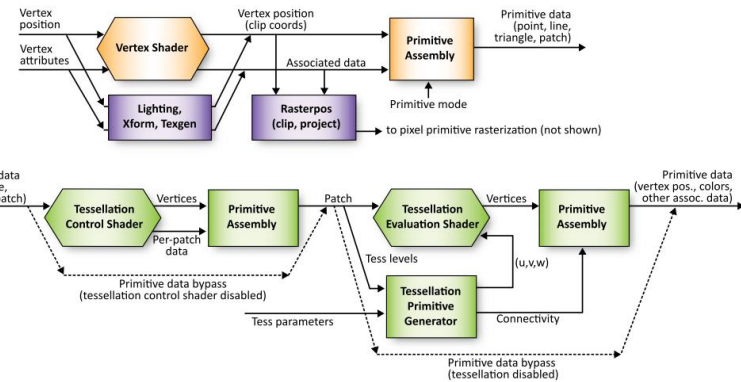 Vertex
position
Vertex
attributes
Vertex Shader
Vertex position
(clip coords)
Associated data
Primitive
Assembly
Primitive data
(point, line,
triangle, patch)
Primitive mode
Lighting,
Xform, Texgen
Rasterpos
(clip, project)
to pixel primitive rasterization (not shown)
data
e,
patch)
Tessellation
Control Shader
Vertices
Per-patch
data
Primitive
Assembly
Patch
Primitive data bypass
(tessellation control shader disabled)
Tessellation
Evaluation Shader
Vertices
Primitive
Assembly
Primitive data
(vertex pos., colors,
other assoc. data)
Tess levels
(u,v,w)
Tessellation
Primitive
Generator
Tess parameters
Connectivity
Primitive data bypass
(tessellation disabled)